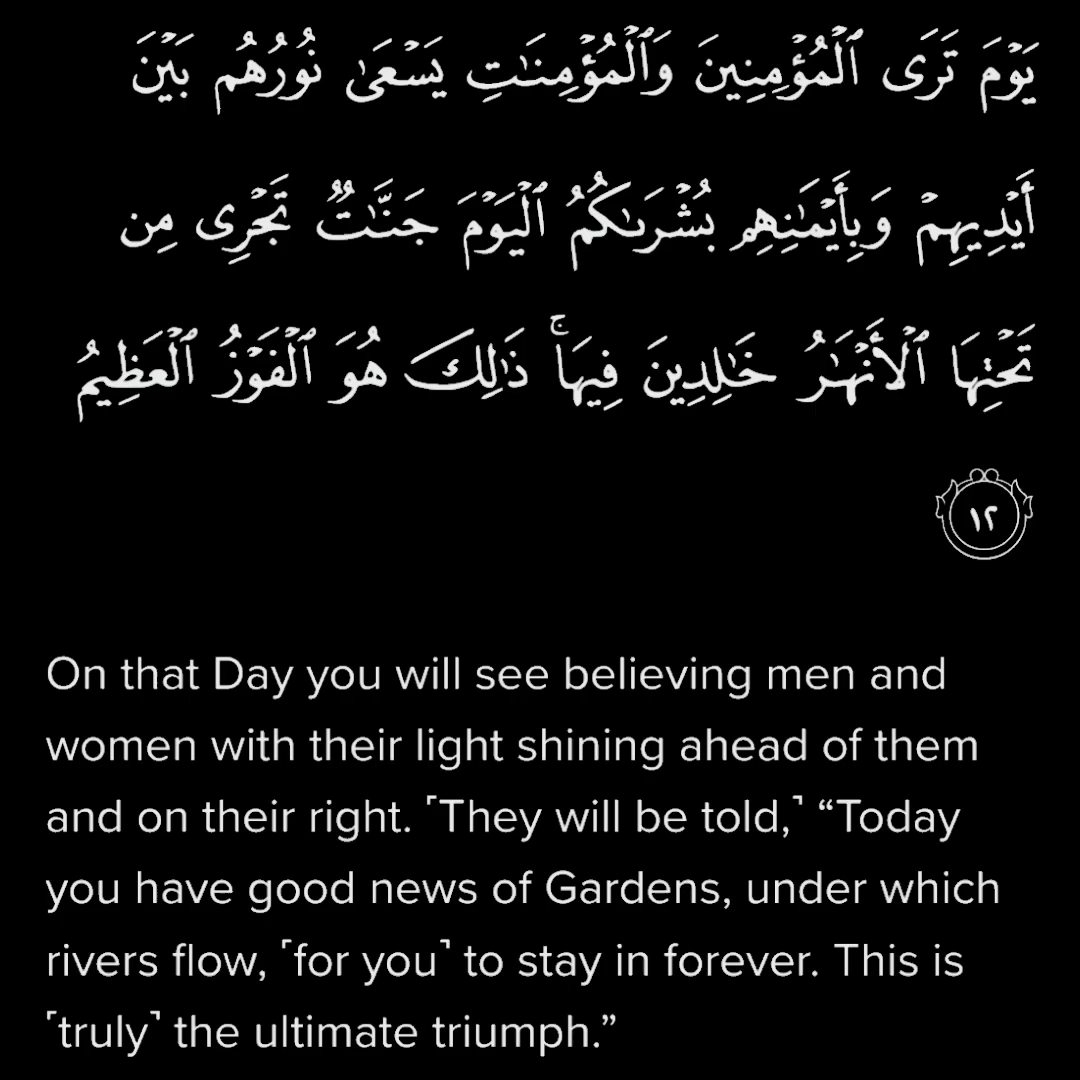 يَوْمَ تَرَى ٱلْمُؤْمِنِينَ وَٱلْمُؤْمِنَـٰتِ يَسْعَىٰ نُورُهُم بَيْنَ
أَيْدِيهِمْ وَبِأَيْمَـٰنِهِم بُشْرَىٰكُمُ ٱلْيَوْمَ جَنَّـٰتٌ تَجْرِى مِن
تَحْتِهَا ٱلْأَنْهَـٰرُ خَـٰلِدِينَ فِيهَا ۚ ذَٰلِكَ هُوَ ٱلْفَوْزُ ٱلْعَظِيمُ
١٢
On that Day you will see believing men and
women with their light shining ahead of them
and on their right. ˹They will be told,˺ “Today
you have good news of Gardens, under which
rivers flow, ˹for you˺ to stay in forever. This is
˹truly˺ the ultimate triumph.”